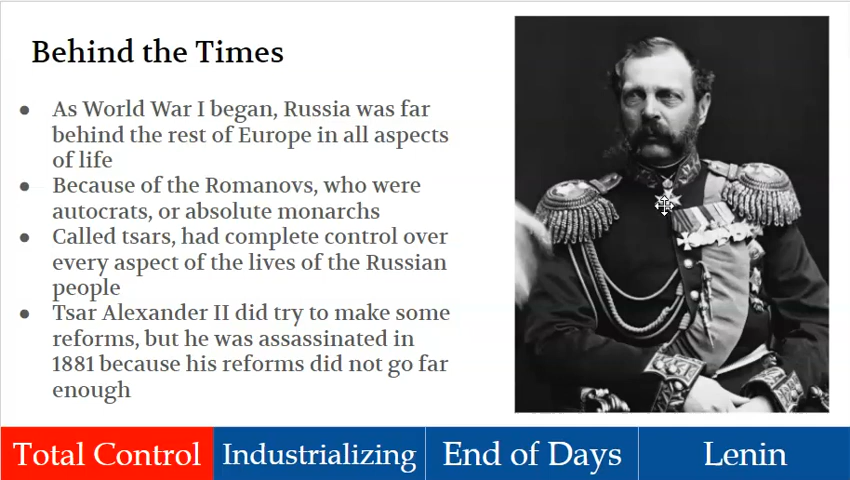 Behind the Times
● As World War I began, Russia was far
behind the rest of Europe in all aspects
of life
● Because of the Romanovs, who were
autocrats, or absolute monarchs
● Called tsars, had complete control over
every aspect of the lives of the Russian
people
● Tsar Alexander II did try to make some
reforms, but he was assassinated in
1881 because his reforms did not go far
enough
Total Control
Industrializing
End of Days
Lenin